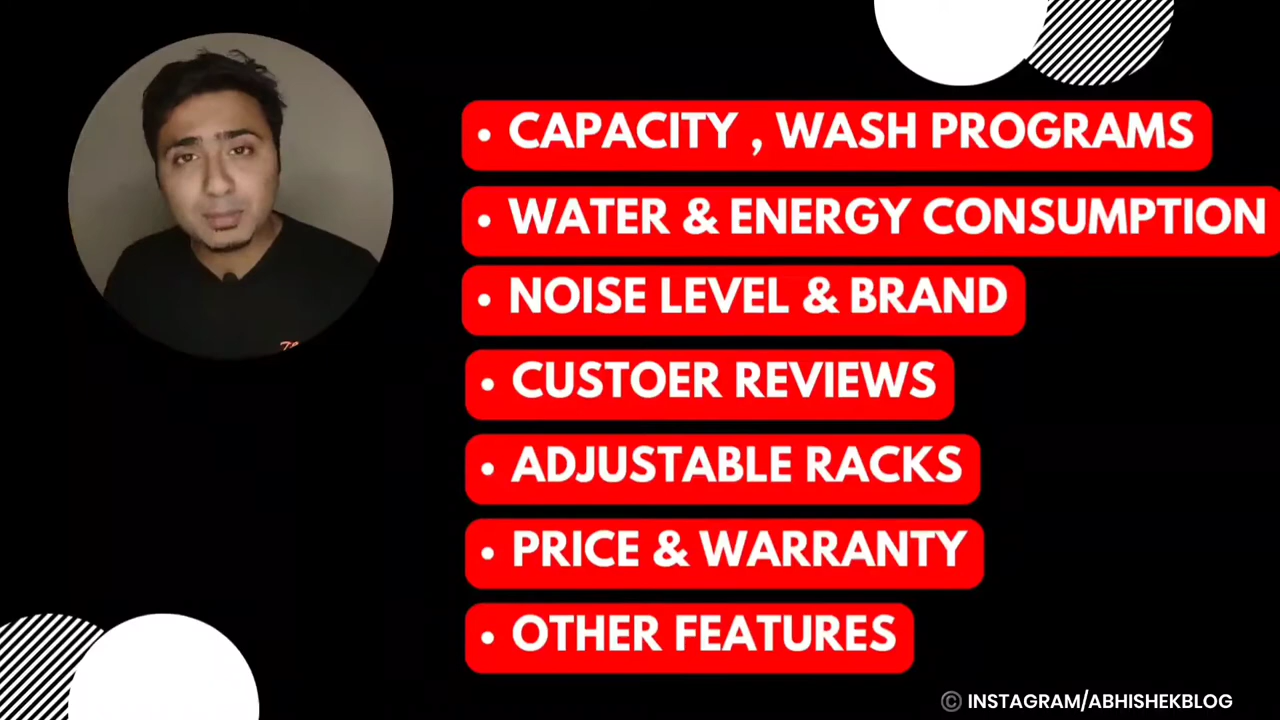 • CAPACITY , WASH PROGRAMS
• WATER & ENERGY CONSUMPTION
• NOISE LEVEL & BRAND
• CUSTOER REVIEWS
• ADJUSTABLE RACKS
• PRICE & WARRANTY
• OTHER FEATURES
© INSTAGRAM/ABHISHEKBLOG